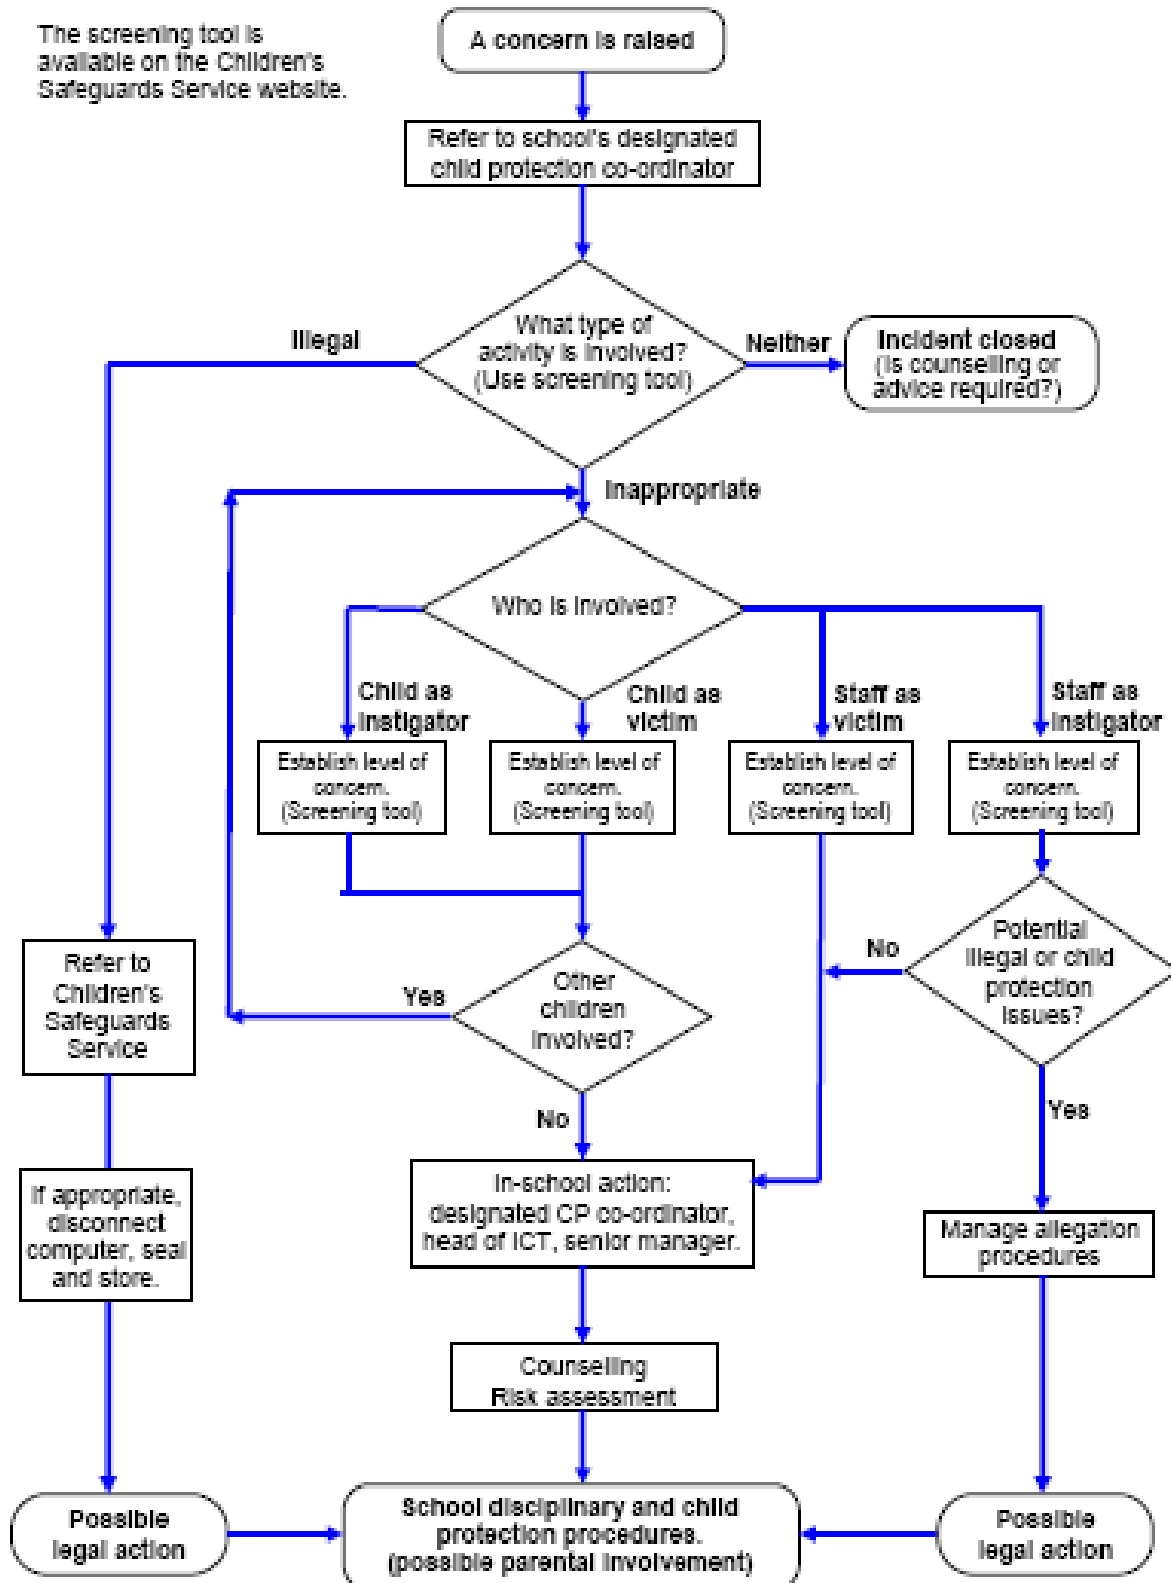 The screening tool is
available on the Children's
Safeguards Service website.
A concern is raised
Refer to school's designated
child protection co-ordinator
What type of
activity is involved?
(Use screening tool)
Illegal
Neither
Incident closed
(Is counselling or
advice required?)
Inappropriate
Who is involved?
Child as
instigator
Child as
victim
Staff as
victim
Staff as
instigator
Establish level of
concern.
(Screening tool)
Establish level of
concern.
(Screening tool)
Establish level of
concern.
(Screening tool)
Establish level of
concern.
(Screening tool)
Refer to
Children's
Safeguards
Service
Yes
Other
children
involved?
No
Potential
illegal or child
protection
issues?
No
Yes
If appropriate,
disconnect
computer, seal
and store.
In-school action:
designated CP co-ordinator,
head of ICT, senior manager.
Manage allegation
procedures
Counselling
Risk assessment
Possible
legal action
School disciplinary and child
protection procedures.
(possible parental involvement)
Possible
legal action